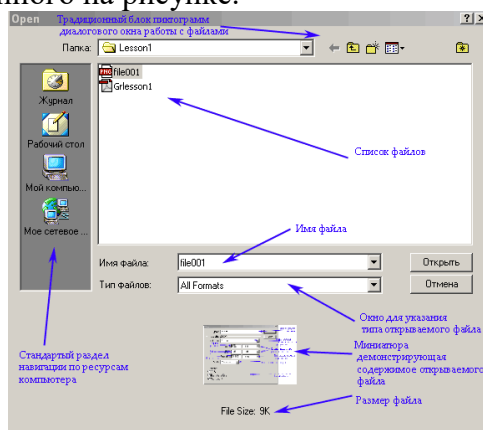 нного на рисунке.
Open
Традиционный блок пиктограмм
диалогового окна работы с файлами
Папка: Lesson1
file001
Grlesson1
Журнал
Рабочий стол
Мой компью...
Мое сетевое ...
Список файлов
Имя файла
Имя файла: file001 Открыть
Тип файлов: All Formats Отмена
Окно для указания
типа открываемого файла
Миниатюра
демонстрирующая
содержимое открываемого
файла
Стандартый раздел
навигации по ресурсам
компьютера
Размер файла
File Size: 9K